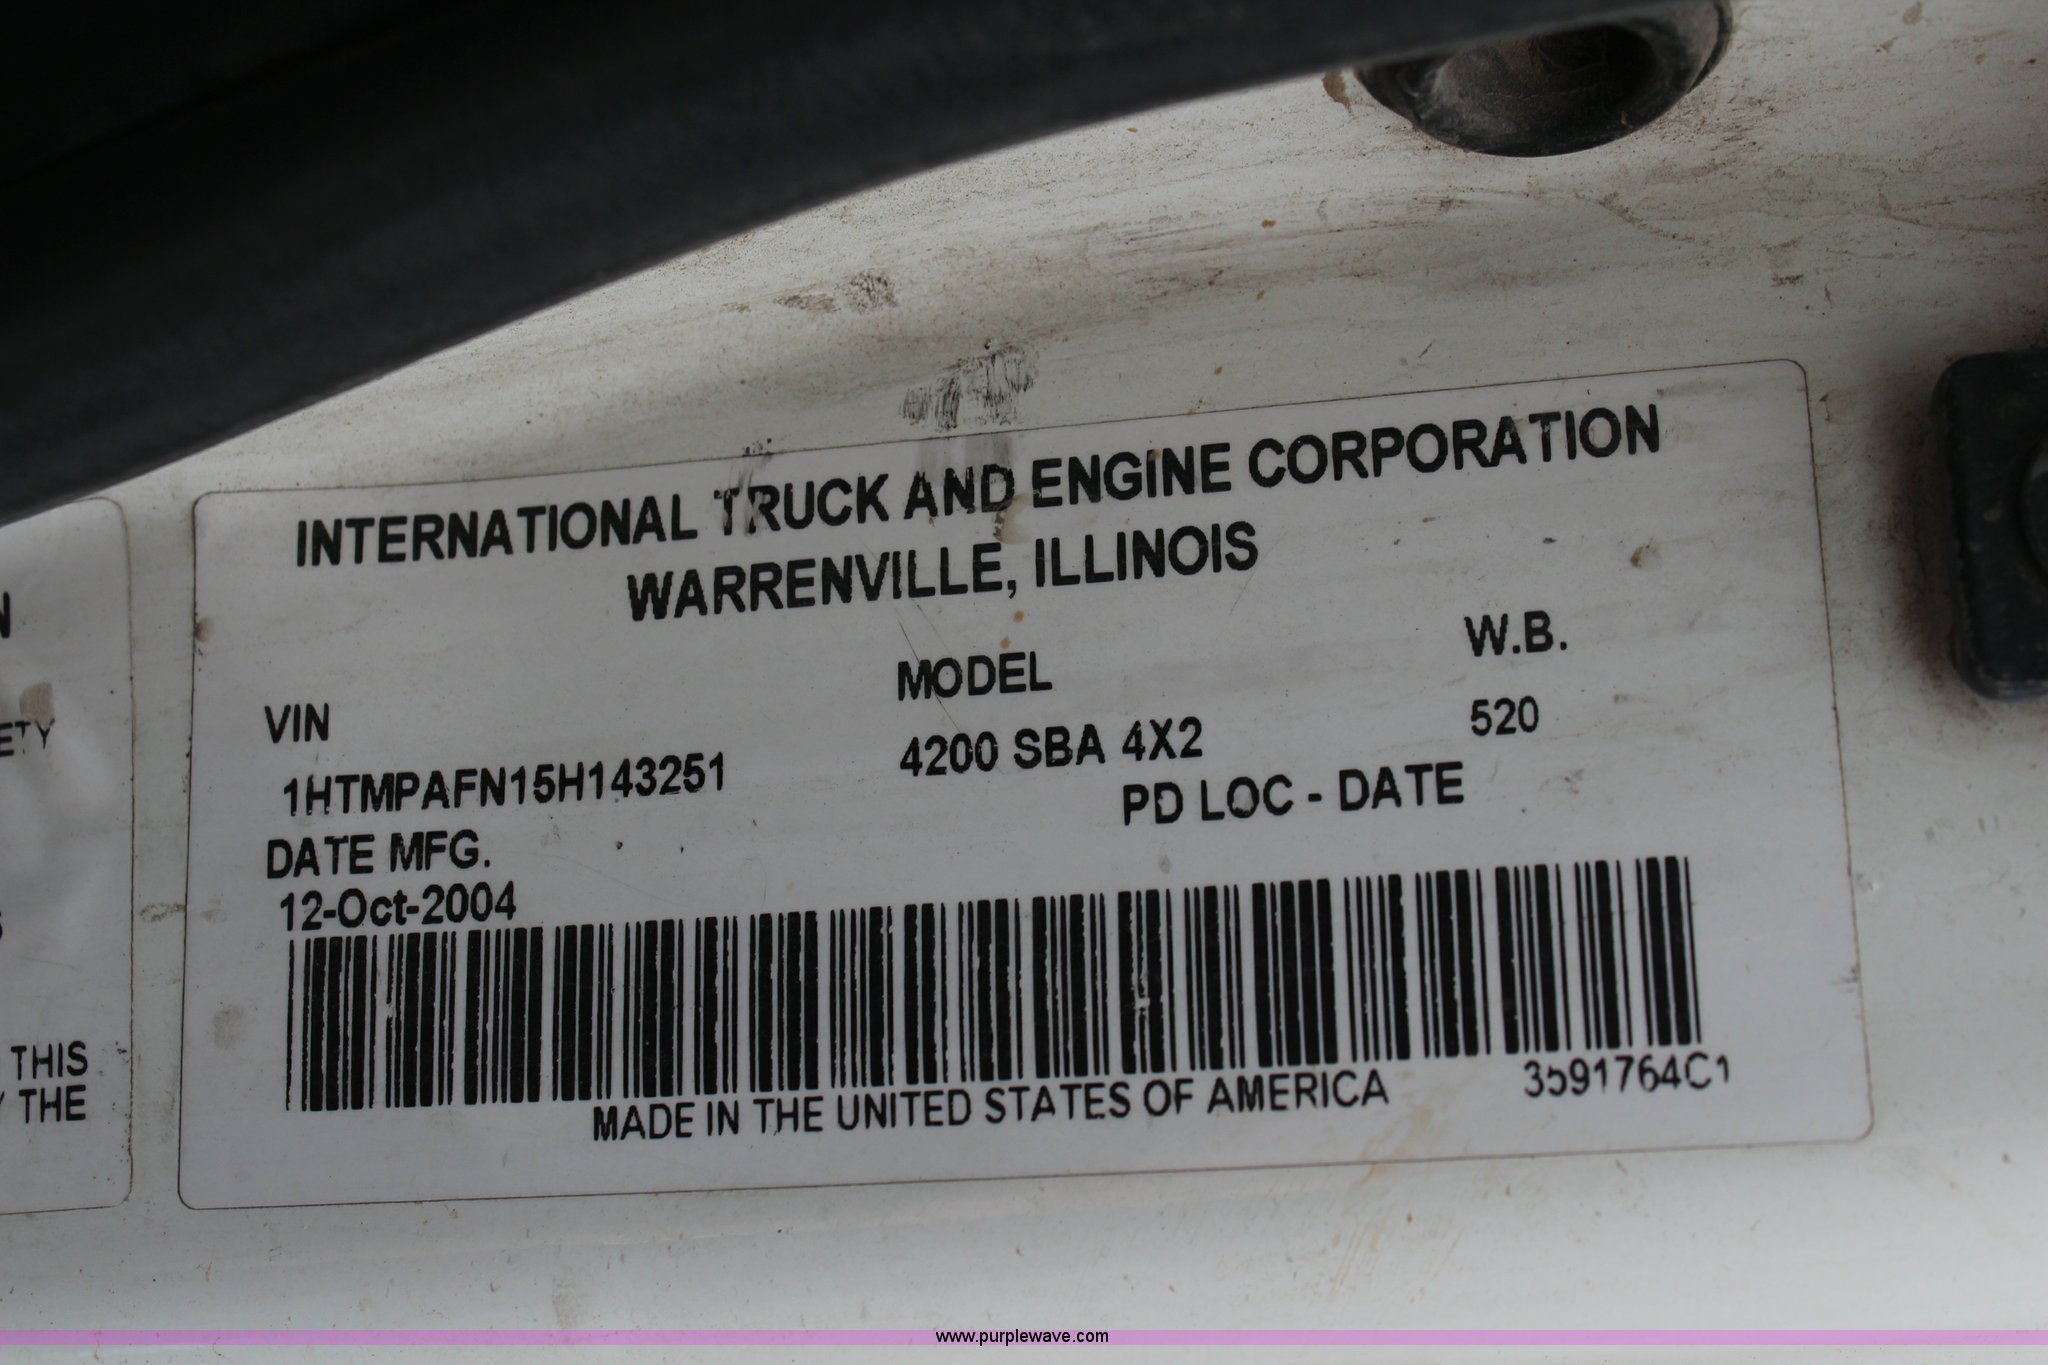 INTERNATIONAL TRUCK AND ENGINE CORPORATION
WARRENVILLE, ILLINOIS
VIN MODEL W.B.
1HTMPAFN15H143251 4200 SBA 4X2 520
DATE MFG. PD LOC - DATE
12-Oct-2004
MADE IN THE UNITED STATES OF AMERICA 3591764C1
THIS
THE
www.purplewave.com